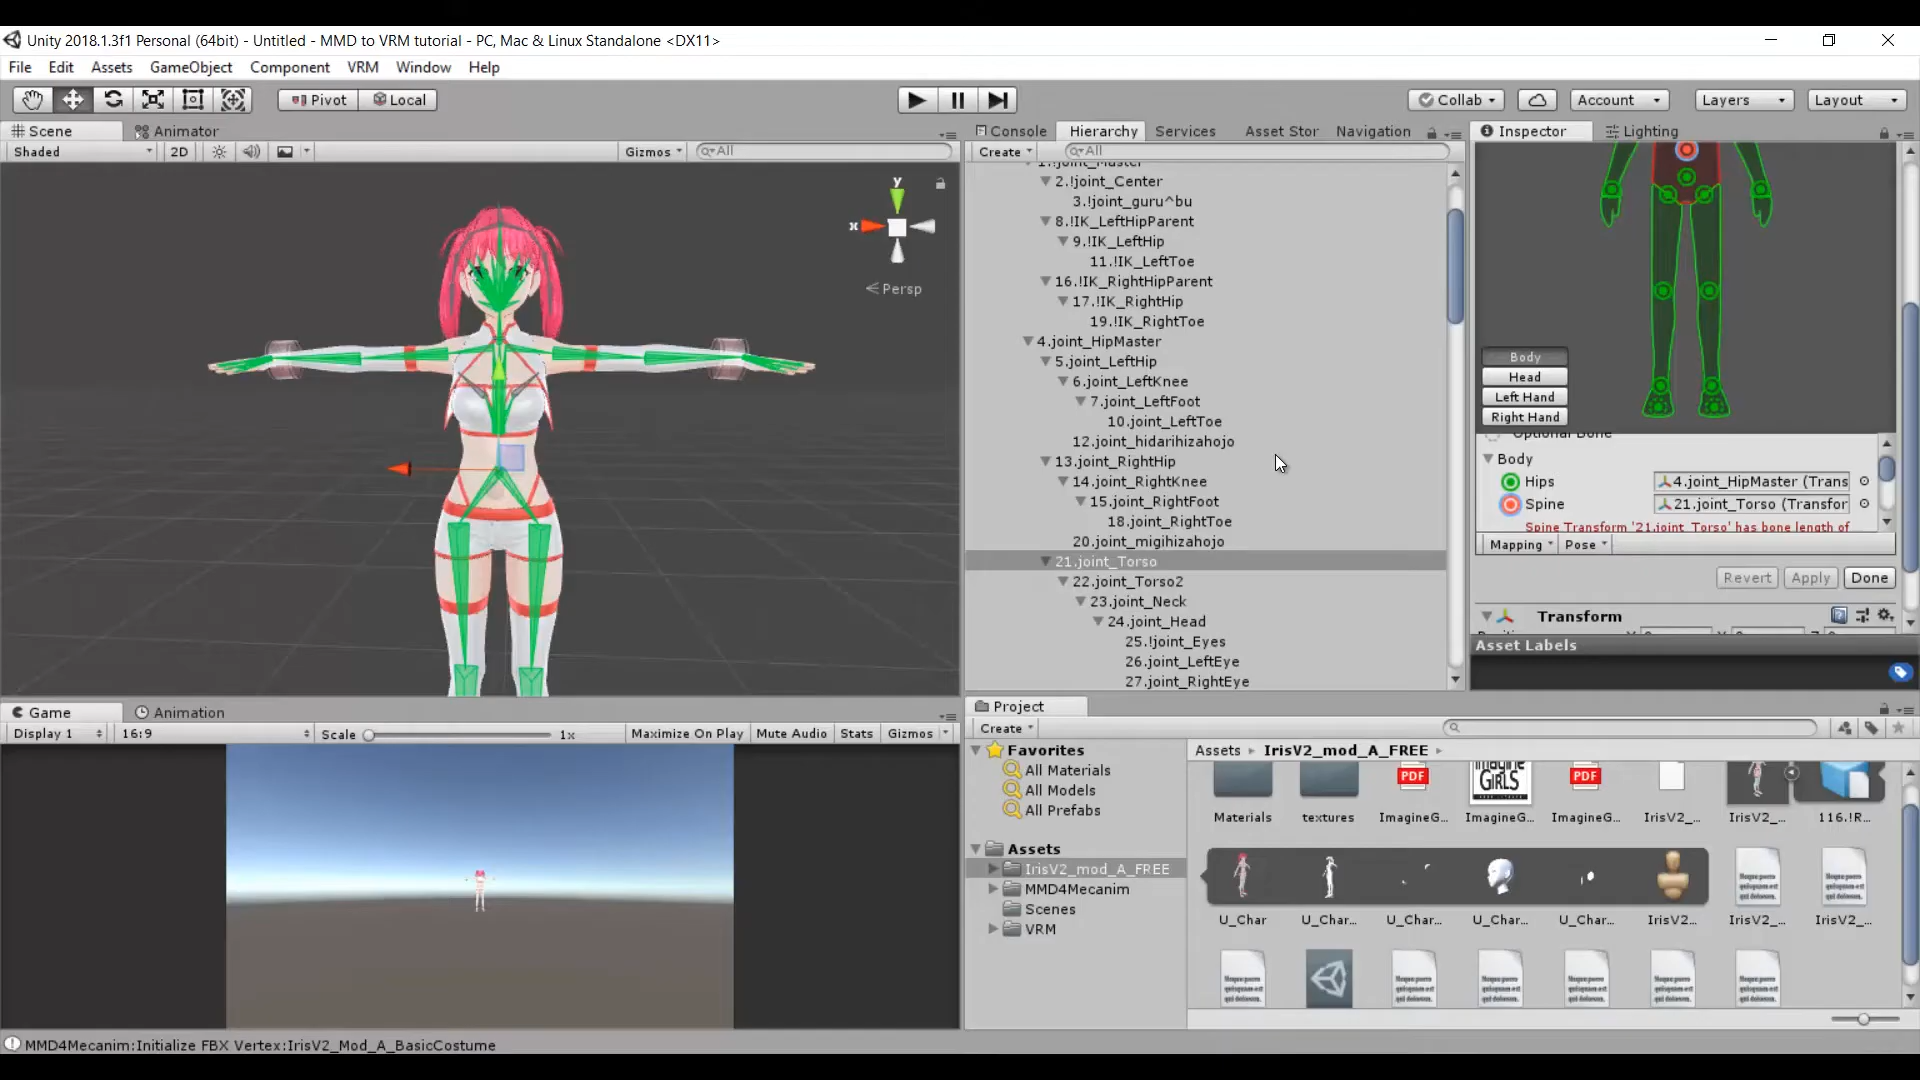 Unity 2018.1.3f1 Personal (64bit) - Untitled - MMD to VRM tutorial - PC, Mac & Linux Standalone <DX11>
File Edit Assets GameObject Component VRM Window Help
Pivot Local Collab Account Layers Layout
Scene Animator
Shaded 2D Gizmos All
y
x
Persp
Console Hierarchy Services Asset Stor Navigation
Create All
1.!joint_Master
2.!joint_Center
3.!joint_guru^bu
8.!IK_LeftHipParent
9.!IK_LeftHip
11.!IK_LeftToe
16.!IK_RightHipParent
17.!IK_RightHip
19.!IK_RightToe
4.joint_HipMaster
5.joint_LeftHip
6.joint_LeftKnee
7.joint_LeftFoot
10.joint_LeftToe
12.joint_hidarihizahojo
13.joint_RightHip
14.joint_RightKnee
15.joint_RightFoot
18.joint_RightToe
20.joint_migihizahojo
21.joint_Torso
22.joint_Torso2
23.joint_Neck
24.joint_Head
25.!joint_Eyes
26.joint_LeftEye
27.joint_RightEye
Inspector Lighting
Body
Head
Left Hand
Right Hand
Optional Bone
Body
Hips 4.joint_HipMaster (Trans
Spine 21.joint_Torso (Transfor
Spine Transform '21.joint_Torso' has bone length of
Mapping Pose
Revert Apply Done
Transform
Asset Labels
Game Animation
Display 1 16:9 Scale 1x Maximize On Play Mute Audio Stats Gizmos
Project
Create
Favorites
All Materials
All Models
All Prefabs
Assets
IrisV2_mod_A_FREE
MMD4Mecanim
Scenes
VRM
Assets IrisV2_mod_A_FREE
PDF GIRLS PDF
Materials textures ImagineG... ImagineG... ImagineG... IrisV2_... IrisV2_... 116.!R...
U_Char U_Char... U_Char... U_Char... U_Char... IrisV2... IrisV2_... IrisV2_...
MMD4Mecanim:Initialize FBX Vertex:IrisV2_Mod_A_BasicCostume